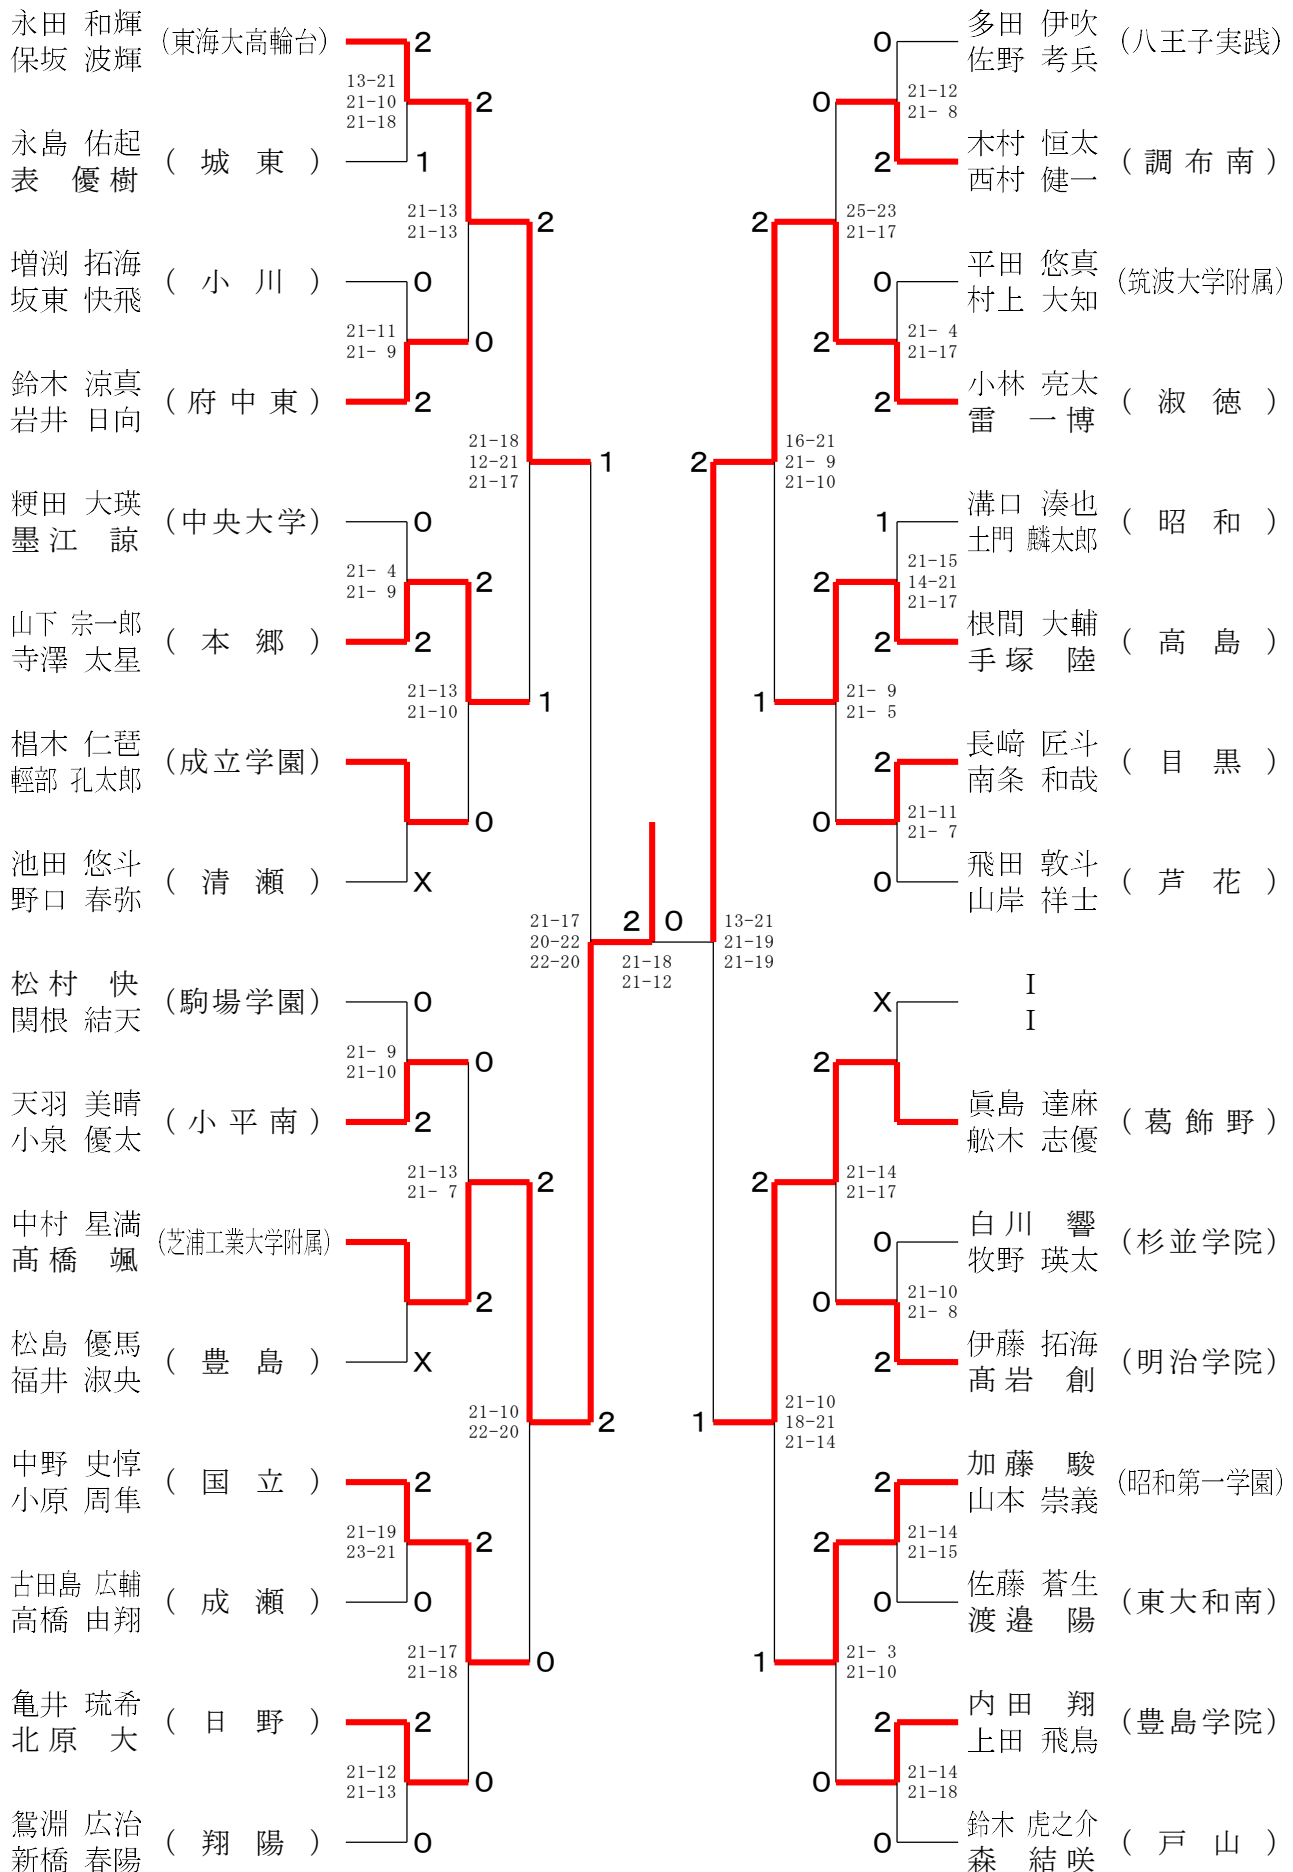 永田 和輝
保坂 波輝
(東海大高輪台)
2
13-21
21-10
21-18
2
永島 佑起
表 優樹
(城東)
1
21-13
21-13
2
増渕 拓海
坂東 快飛
(小川)
0
21-11
21- 9
0
鈴木 涼真
岩井 日向
(府中東)
2
21-18
12-21
21-17
1
粳田 大瑛
墨江 諒
(中央大学)
0
21- 4
21- 9
2
山下 宗一郎
寺澤 太星
(本郷)
2
21-13
21-10
1
椙木 仁琶
輕部 孔太郎
(成立学園)
0
池田 悠斗
野口 春弥
(清瀬)
X
21-17
20-22
22-20
2
0
21-18
21-12
松村 快
関根 結天
(駒場学園)
0
21- 9
21-10
0
天羽 美晴
小泉 優太
(小平南)
2
21-13
21- 7
2
中村 星満
髙橋 颯
(芝浦工業大学附属)
2
松島 優馬
福井 淑央
(豊島)
X
21-10
22-20
2
中野 史惇
小原 周隼
(国立)
2
21-19
23-21
2
古田島 広輔
高橋 由翔
(成瀬)
0
21-17
21-18
0
亀井 琉希
北原 大
(日野)
2
21-12
21-13
0
鴛淵 広治
新橋 春陽
(翔陽)
0
0
多田 伊吹
佐野 考兵
(八王子実践)
0
21-12
21- 8
2
木村 恒太
西村 健一
(調布南)
2
25-23
21-17
0
平田 悠真
村上 大知
(筑波大学附属)
2
21- 4
21-17
2
小林 亮太
雷 一博
(淑徳)
2
16-21
21- 9
21-10
1
溝口 湊也
土門 麟太郎
(昭和)
2
21-15
14-21
21-17
2
根間 大輔
手塚 陸
(高島)
1
21- 9
21- 5
2
長﨑 匠斗
南条 和哉
(目黒)
0
21-11
21- 7
0
飛田 敦斗
山岸 祥士
(芦花)
13-21
21-19
21-19
X
I
I
2
眞島 達麻
舩木 志優
(葛飾野)
2
21-14
21-17
0
白川 響
牧野 瑛太
(杉並学院)
0
21-10
21- 8
2
伊藤 拓海
髙岩 創
(明治学院)
1
21-10
18-21
21-14
2
加藤 駿
山本 崇義
(昭和第一学園)
2
21-14
21-15
0
佐藤 蒼生
渡邉 陽
(東大和南)
1
21- 3
21-10
2
内田 翔
上田 飛鳥
(豊島学院)
0
21-14
21-18
0
鈴木 虎之介
森 結咲
(戸山)